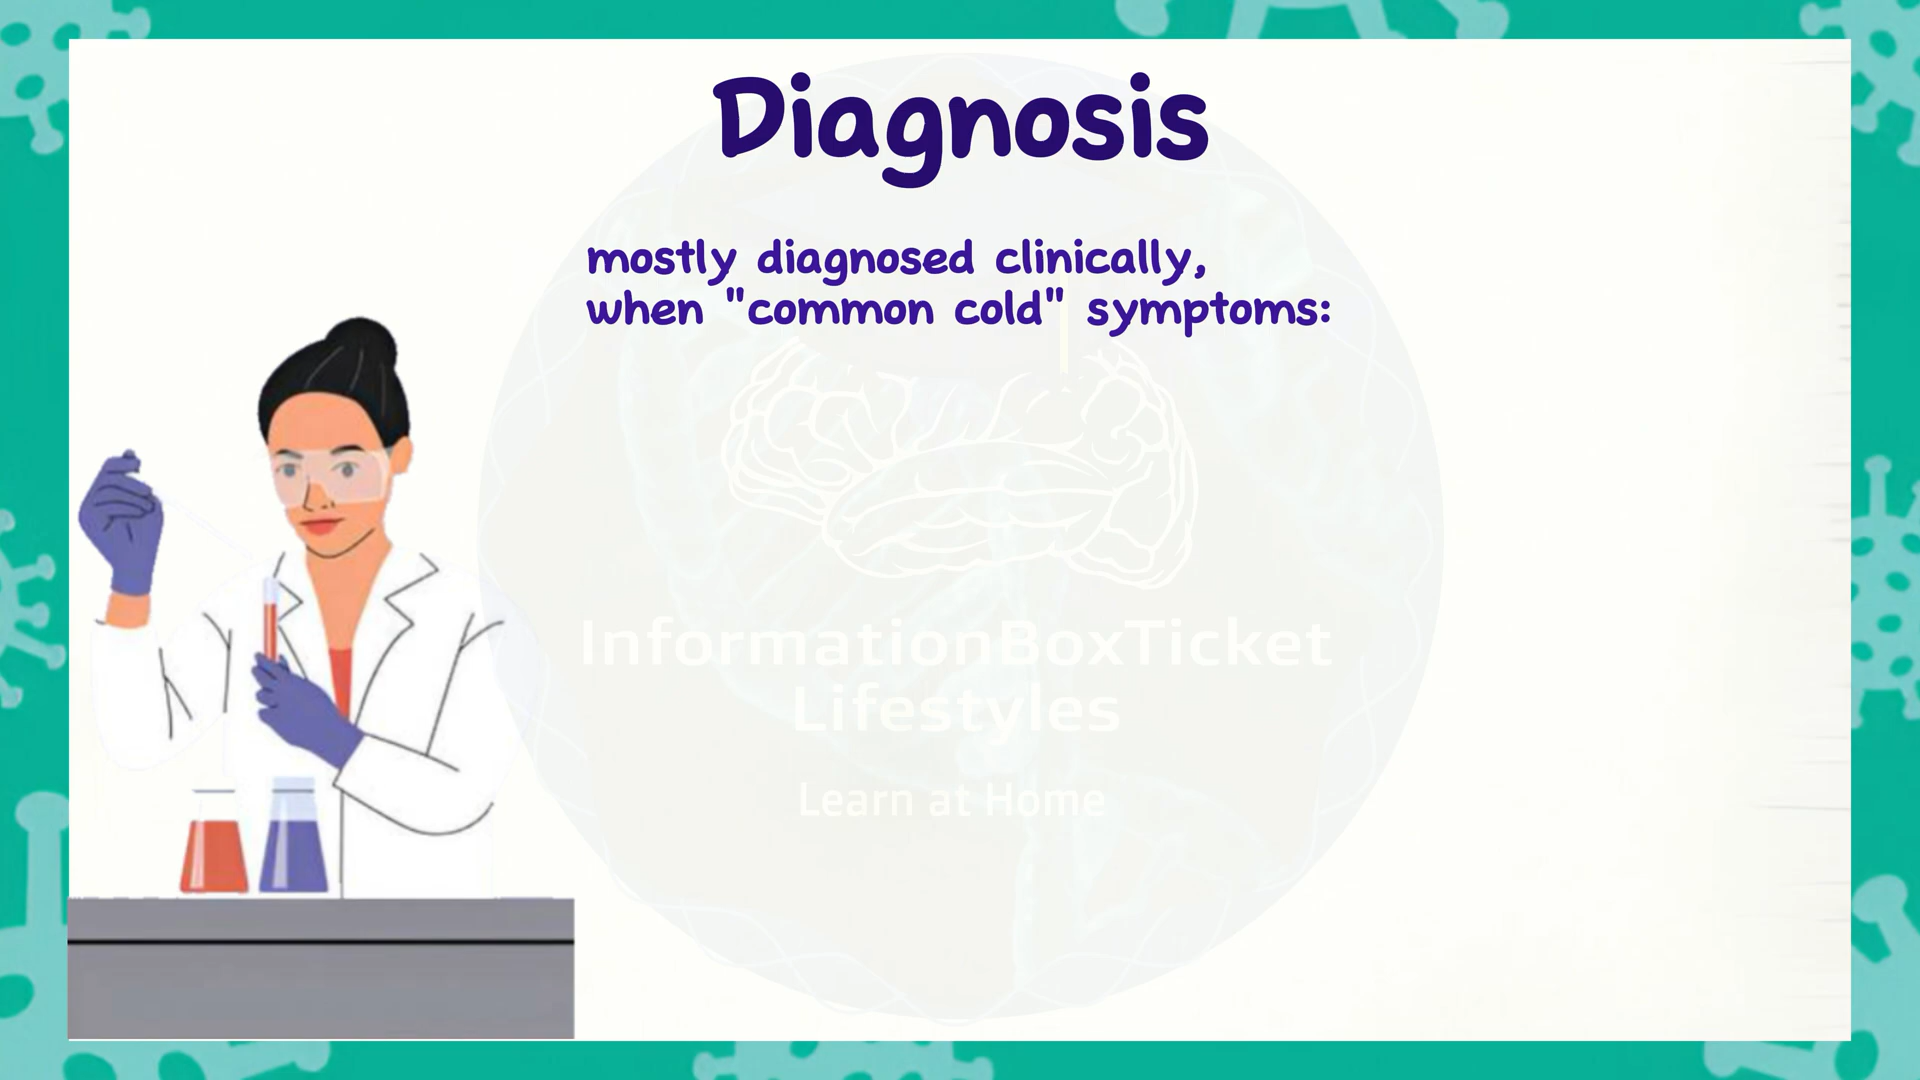 Diagnosis
mostly diagnosed clinically,
when "common cold" symptoms:
InformationBoxTicket
Lifestyles
Learn at Home